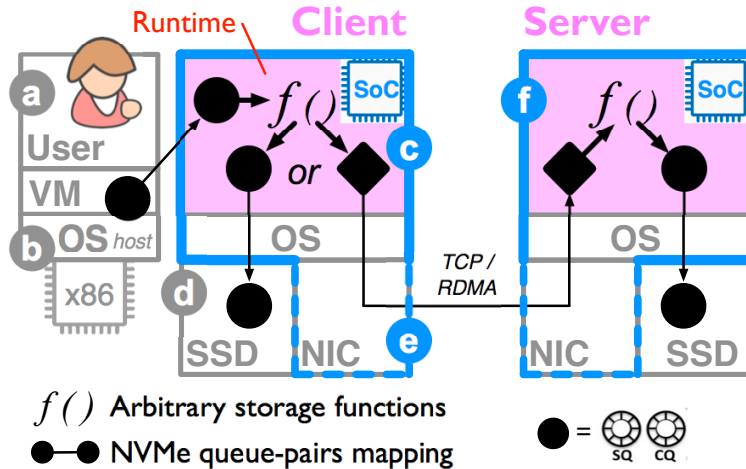 Runtime
Client
Server
a
User
VM
b
OS host
x86
f ()
SoC
c
or
OS
d
SSD
NIC
e
TCP /
RDMA
f
f ()
SoC
OS
NIC
SSD
f () Arbitrary storage functions
NVMe queue-pairs mapping
=
SQ CQ